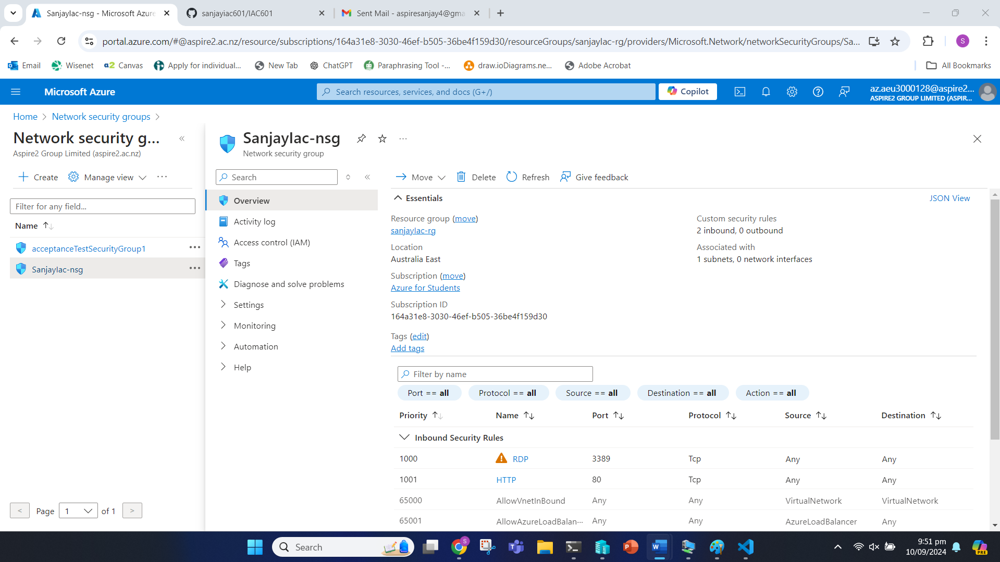 SanjayIac-nsg - Microsoft Azure
sanjayiac601/IAC601
Sent Mail - aspiresanjay4@gma
portal.azure.com/#@aspire2.ac.nz/resource/subscriptions/164a31e8-3030-46ef-b505-36be4f159d30/resourceGroups/sanjayIac-rg/providers/Microsoft.Network/networkSecurityGroups/Sa...
S
Email
Wisenet
a2 Canvas
Apply for individual...
New Tab
ChatGPT
Paraphrasing Tool -...
draw.ioDiagrams.ne...
Adobe Acrobat
All Bookmarks
Microsoft Azure
Search resources, services, and docs (G+/)
Copilot
az.aeu3000128@aspire2...
ASPIRE2 GROUP LIMITED (ASPIR...
Home > Network security groups >
Network security g...
Aspire2 Group Limited (aspire2.ac.nz)
Create
Manage view
Filter for any field...
Name
acceptanceTestSecurityGroup1
SanjayIac-nsg
< Page 1 of 1 >
SanjayIac-nsg
Network security group
Search
Overview
Activity log
Access control (IAM)
Tags
Diagnose and solve problems
Settings
Monitoring
Automation
Help
Move
Delete
Refresh
Give feedback
Essentials
JSON View
Resource group (move)
sanjayIac-rg
Location
Australia East
Subscription (move)
Azure for Students
Subscription ID
164a31e8-3030-46ef-b505-36be4f159d30
Tags (edit)
Add tags
Custom security rules
2 inbound, 0 outbound
Associated with
1 subnets, 0 network interfaces
Filter by name
Port == all
Protocol == all
Source == all
Destination == all
Action == all
Priority Name Port Protocol Source Destination
Inbound Security Rules
1000 RDP 3389 Tcp Any Any
1001 HTTP 80 Tcp Any Any
65000 AllowVnetInBound Any Any VirtualNetwork VirtualNetwork
65001 AllowAzureLoadBalan... Any Any AzureLoadBalancer Any
Search
S
9:51 pm
10/09/2024
PRE